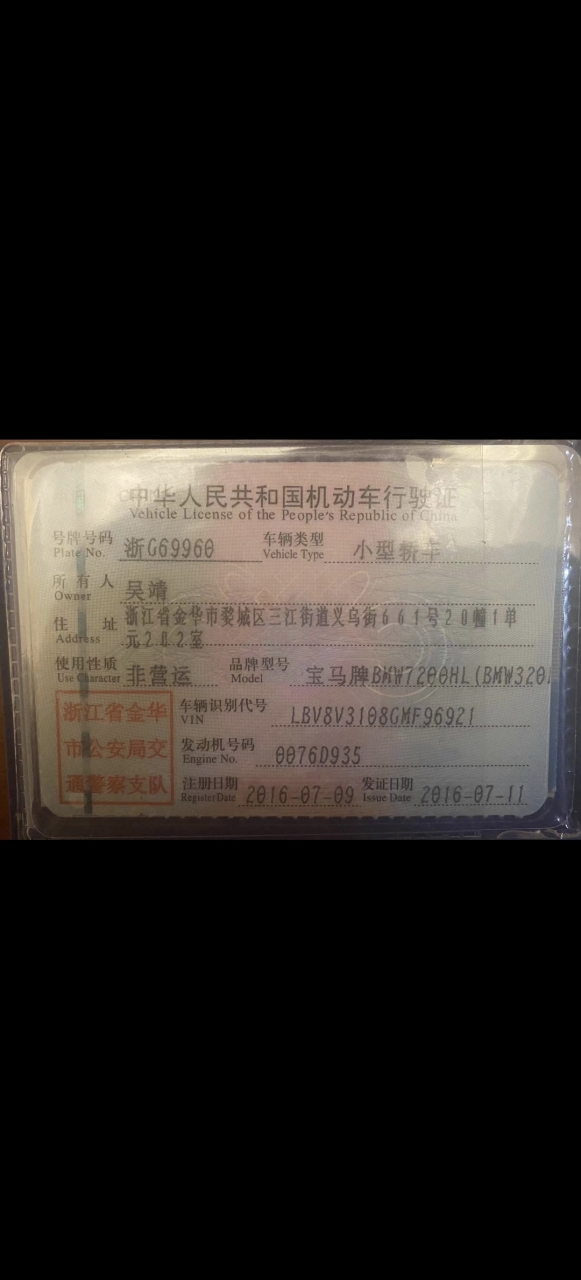 中华人民共和国机动车行驶证
Vehicle License of the People's Republic of China
号牌号码 浙G69960 车辆类型 小型轿车
Plate No. Vehicle Type
所有人 吴靖
Owner
住址 浙江省金华市婺城区三江街道义乌街661号20幢1单
Address 元202室
使用性质 非营运 品牌型号 宝马牌BMW7200HL(BMW320
Use Character Model
浙江省金华 车辆识别代号 LBV8V3108GMF96921
VIN
市公安局交 发动机号码 0076D935
Engine No.
通警察支队 注册日期 2016-07-09 发证日期 2016-07-11
Register Date Issue Date